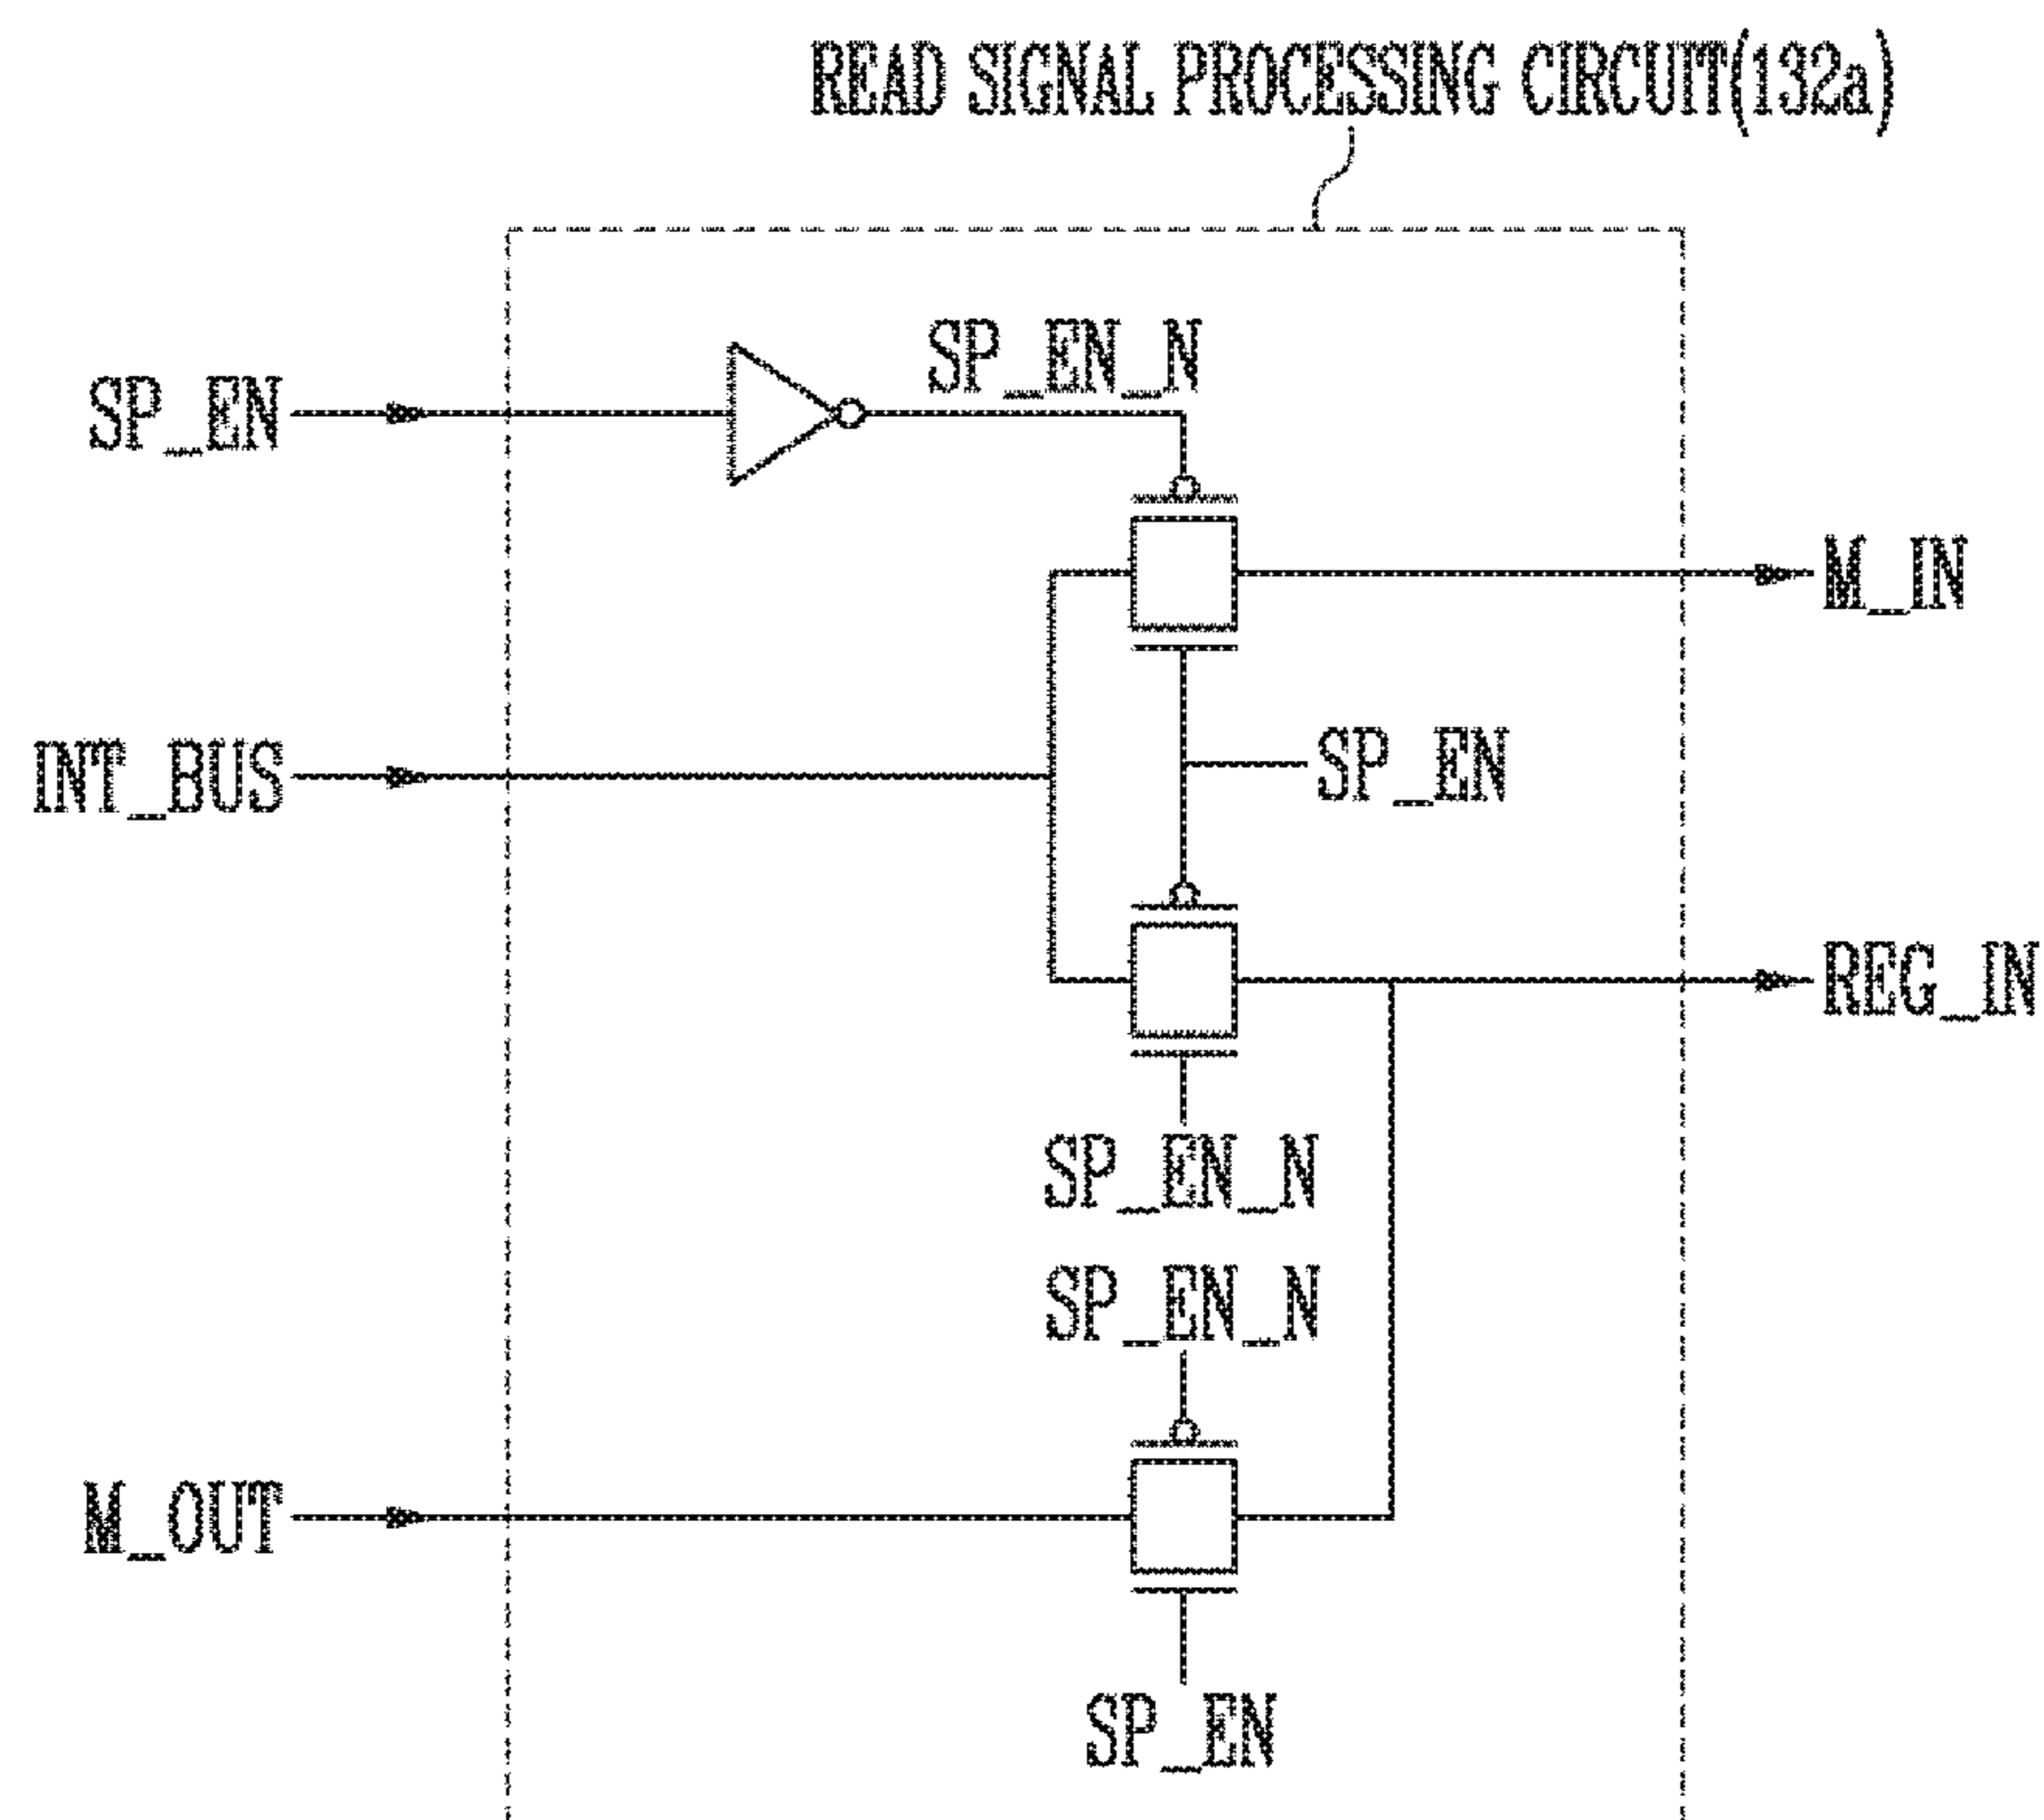 READ SIGNAL PROCESSING CIRCUIT(132a)
SP_EN_N
SP_EN
M_IN
INT_BUS
SP_EN
REG_IN
SP_EN_N
SP_EN_N
M_OUT
SP_EN